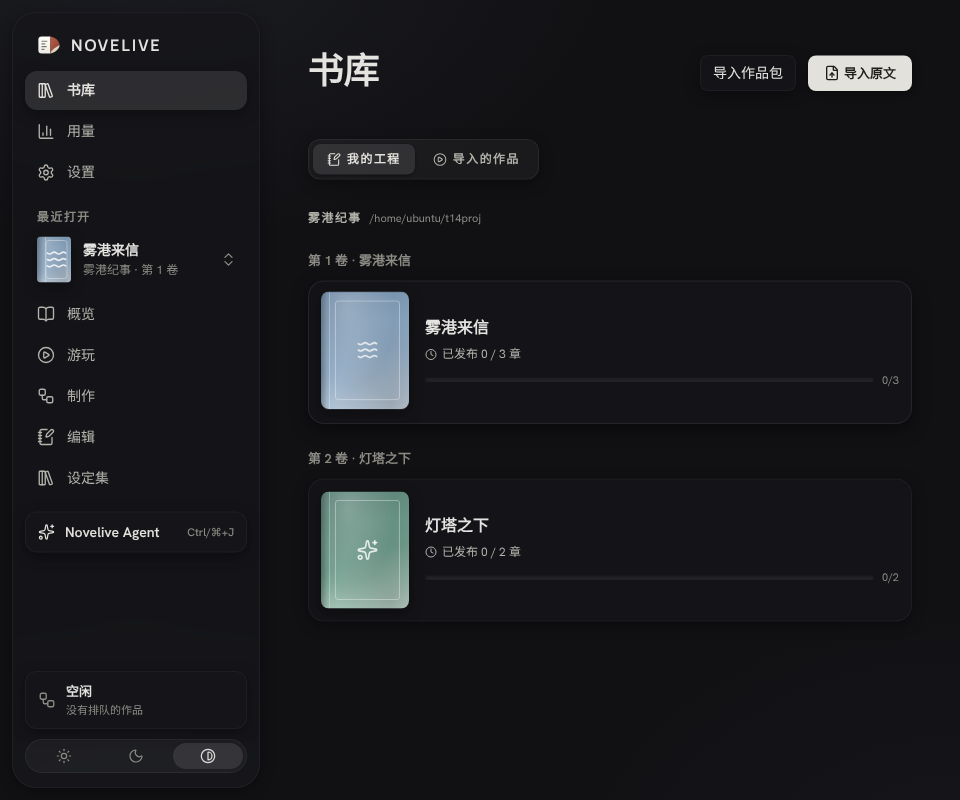 NOVELIVE
书库
用量
设置
最近打开
雾港来信
雾港纪事 · 第 1 卷
概览
游玩
制作
编辑
设定集
Novelive Agent Ctrl/⌘+J
空闲
没有排队的作品
书库
导入作品包
导入原文
我的工程
导入的作品
雾港纪事 /home/ubuntu/t14proj
第 1 卷 · 雾港来信
雾港来信
已发布 0 / 3 章
0/3
第 2 卷 · 灯塔之下
灯塔之下
已发布 0 / 2 章
0/2